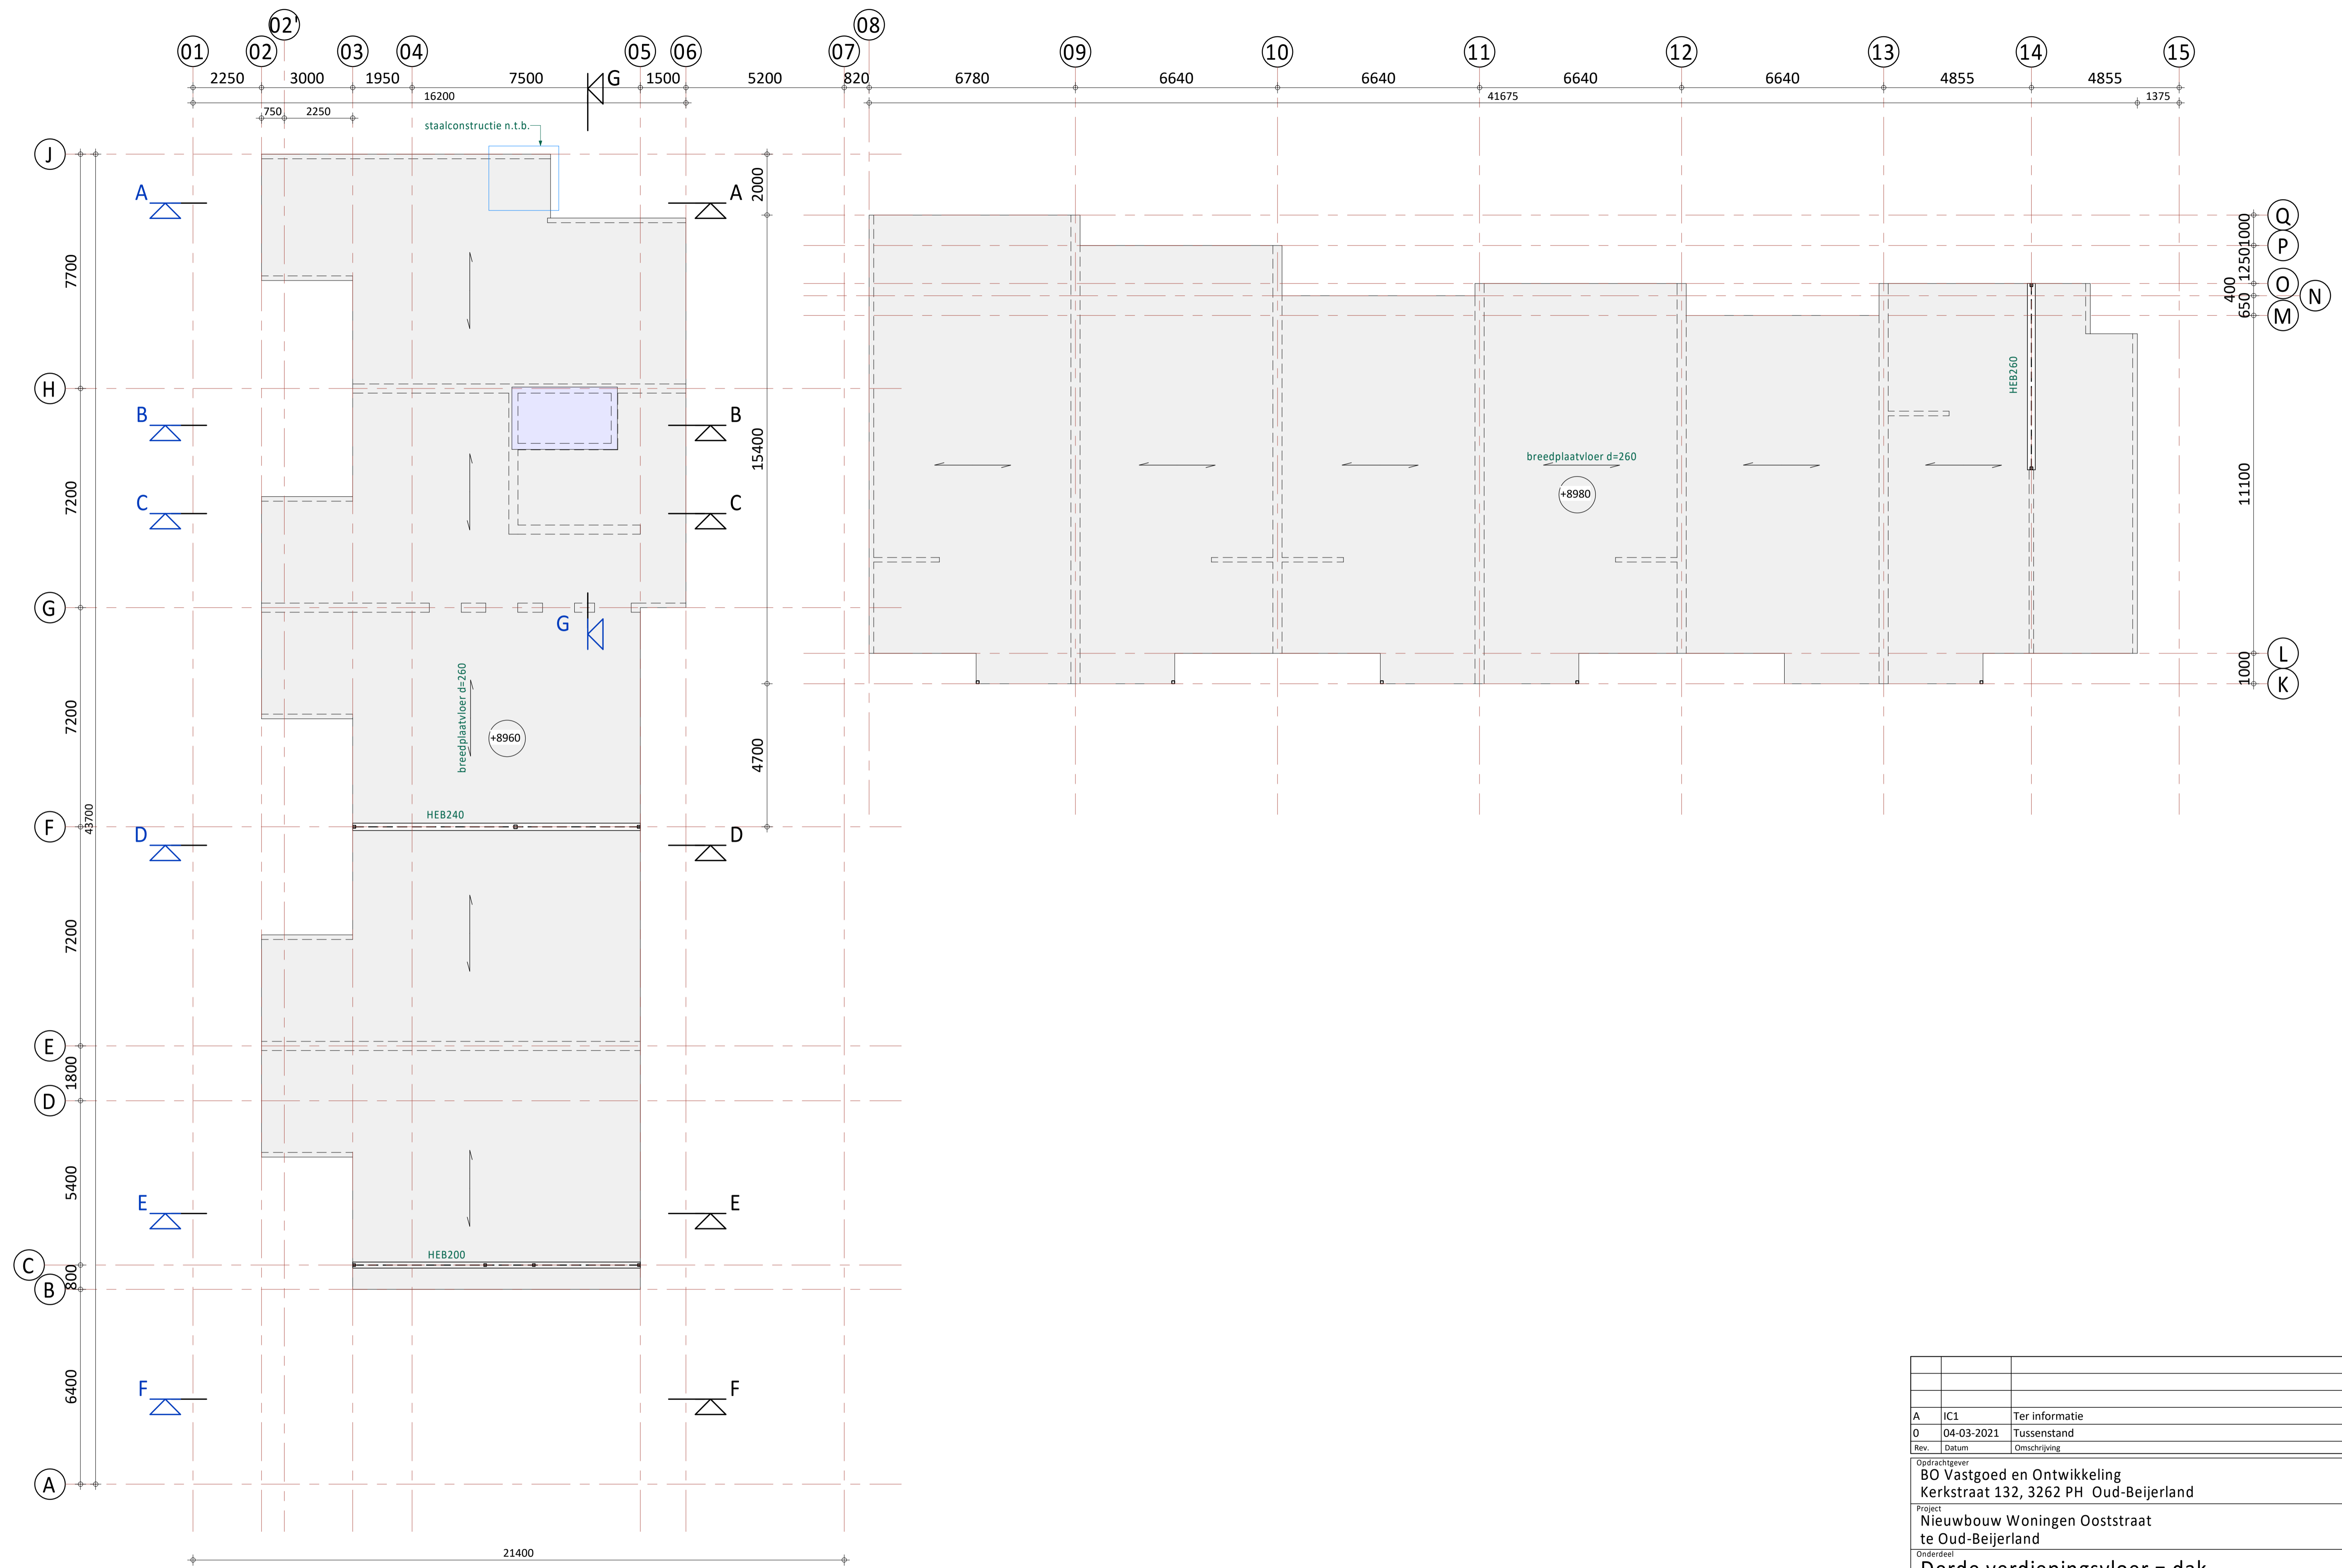 02' 08
01 02 03 04 05 06 07 09 10 11 12 13 14 15
2250 3000 1950 7500 G 1500 5200 820 6780 6640 6640 6640 6640 4855 4855
16200 41675 1375
750 2250
staalconstructie n.t.b.
J
A A
2000
Q
1000
P
1250
O
400
N
650
M
7700
H
HEB260
B B
15400
breedplaatvloer d=260
+8980
11100
7200
C C
G
G
L
1000
K
breedplaatvloer d=260
7200
+8960
4700
HEB240
F
43700
D D
7200
E
1800
D
5400
E E
HEB200
C
800
B
6400
F F
A
21400
A IC1 Ter informatie
0 04-03-2021 Tussenstand
Rev. Datum Omschrijving
Opdrachtgever
BO Vastgoed en Ontwikkeling
Kerkstraat 132, 3262 PH Oud-Beijerland
Project
Nieuwbouw Woningen Ooststraat
te Oud-Beijerland
Onderdeel
Derde verdiepingsvloer = dak